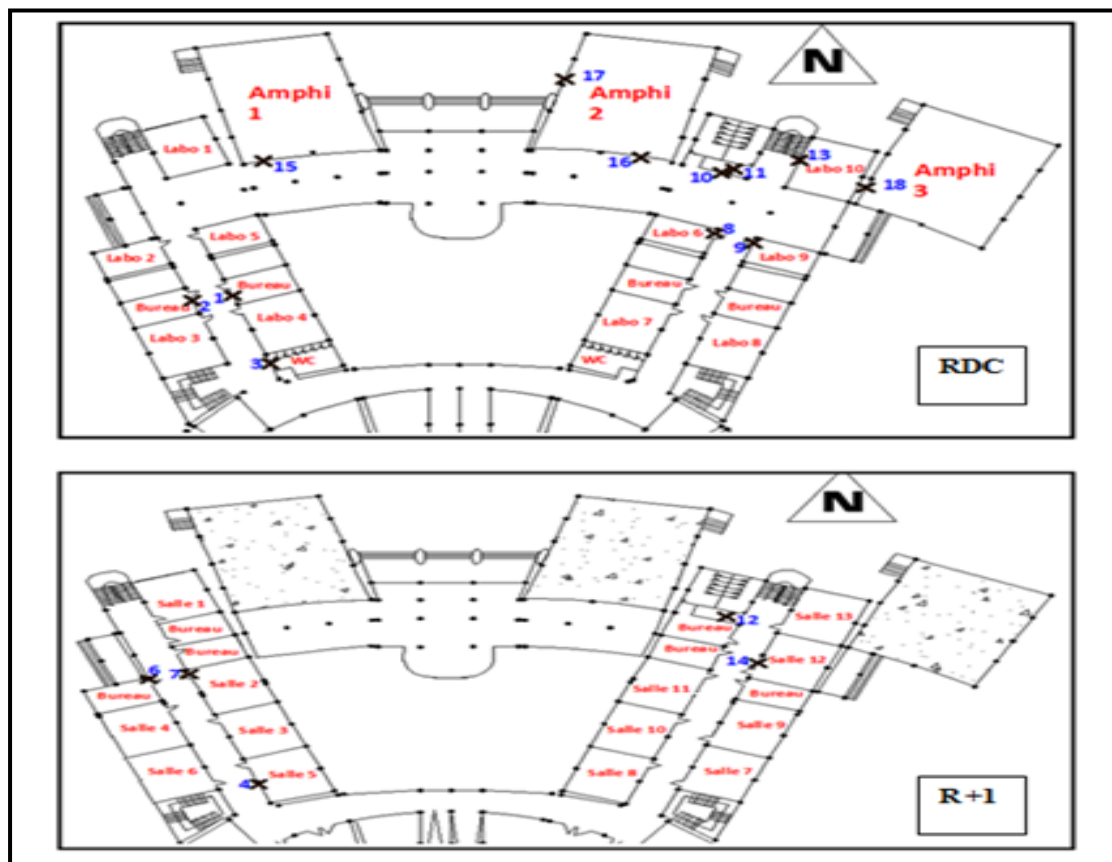 N
Amphi
1
17
Amphi
2
Labo 1
15
16
10
11
13
Labo 10
18
Amphi
3
Labo 5
Labo 2
8
Labo 6
9
Labo 9
Bureau
1
Bureau
2
Labo 4
Labo 3
3
WC
Bureau
Labo 7
WC
Bureau
Labo 8
RDC
N
Salle 1
Bureau
Bureau
6
7
Salle 2
Bureau
Salle 4
Salle 3
Salle 6
4
Salle 5
12
Bureau
Bureau
Salle 13
14
Salle 12
Salle 11
Bureau
Salle 10
Salle 9
Salle 8
Salle 7
R+1